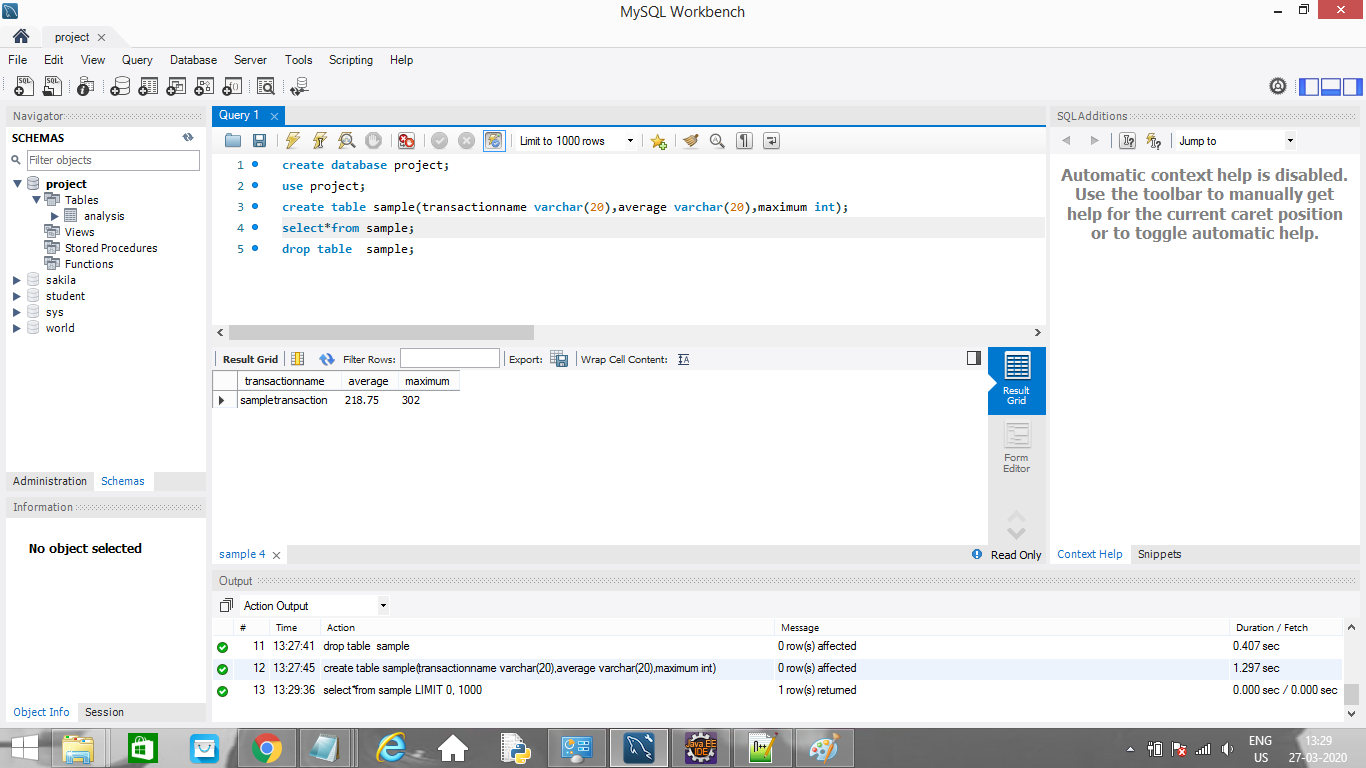 MySQL Workbench
project
File Edit View Query Database Server Tools Scripting Help
Navigator
SCHEMAS
Filter objects
project
Tables
analysis
Views
Stored Procedures
Functions
sakila
student
sys
world
Administration Schemas
Information
No object selected
Object Info Session
Query 1
Limit to 1000 rows
1 create database project;
2 use project;
3 create table sample(transactionname varchar(20),average varchar(20),maximum int);
4 select*from sample;
5 drop table  sample;
Result Grid Filter Rows: Export: Wrap Cell Content:
transactionname average maximum
sampletransaction 218.75 302
Result
Grid
Form
Editor
sample 4 Read Only
SQLAdditions
Jump to
Automatic context help is disabled.
Use the toolbar to manually get
help for the current caret position
or to toggle automatic help.
Context Help Snippets
Output
Action Output
# Time Action Message Duration / Fetch
11 13:27:41 drop table  sample 0 row(s) affected 0.407 sec
12 13:27:45 create table sample(transactionname varchar(20),average varchar(20),maximum int) 0 row(s) affected 1.297 sec
13 13:29:36 select*from sample LIMIT 0, 1000 1 row(s) returned 0.000 sec / 0.000 sec
Java EE
IDE
ENG
US
13:29
27-03-2020